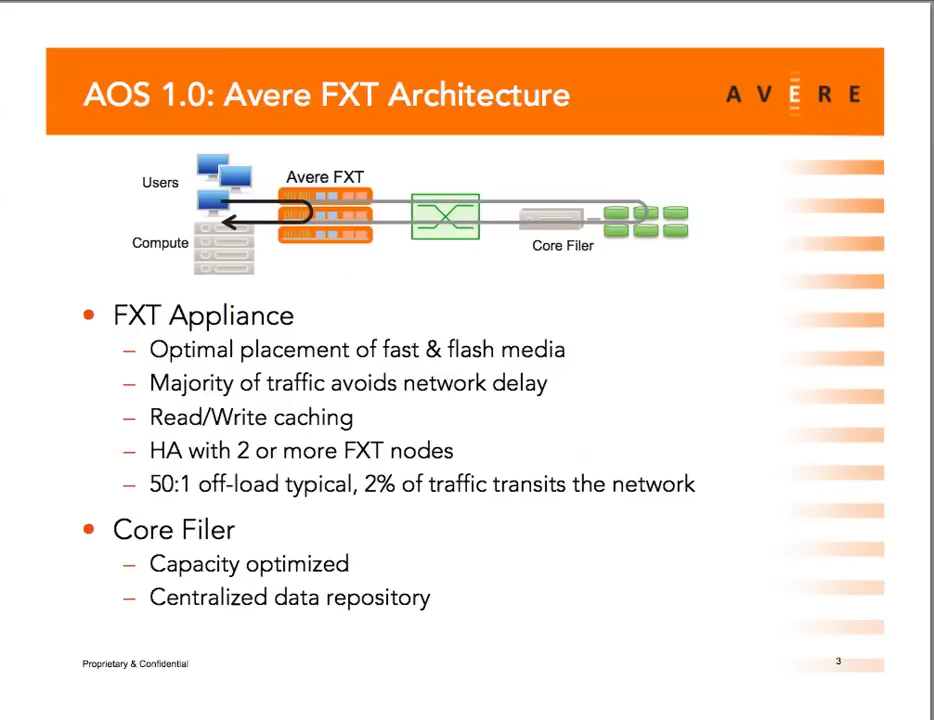 AOS 1.0: Avere FXT Architecture
AVERE
Users
Avere FXT
Compute
Core Filer
• FXT Appliance
– Optimal placement of fast & flash media
– Majority of traffic avoids network delay
– Read/Write caching
– HA with 2 or more FXT nodes
– 50:1 off-load typical, 2% of traffic transits the network
• Core Filer
– Capacity optimized
– Centralized data repository
Proprietary & Confidential
3